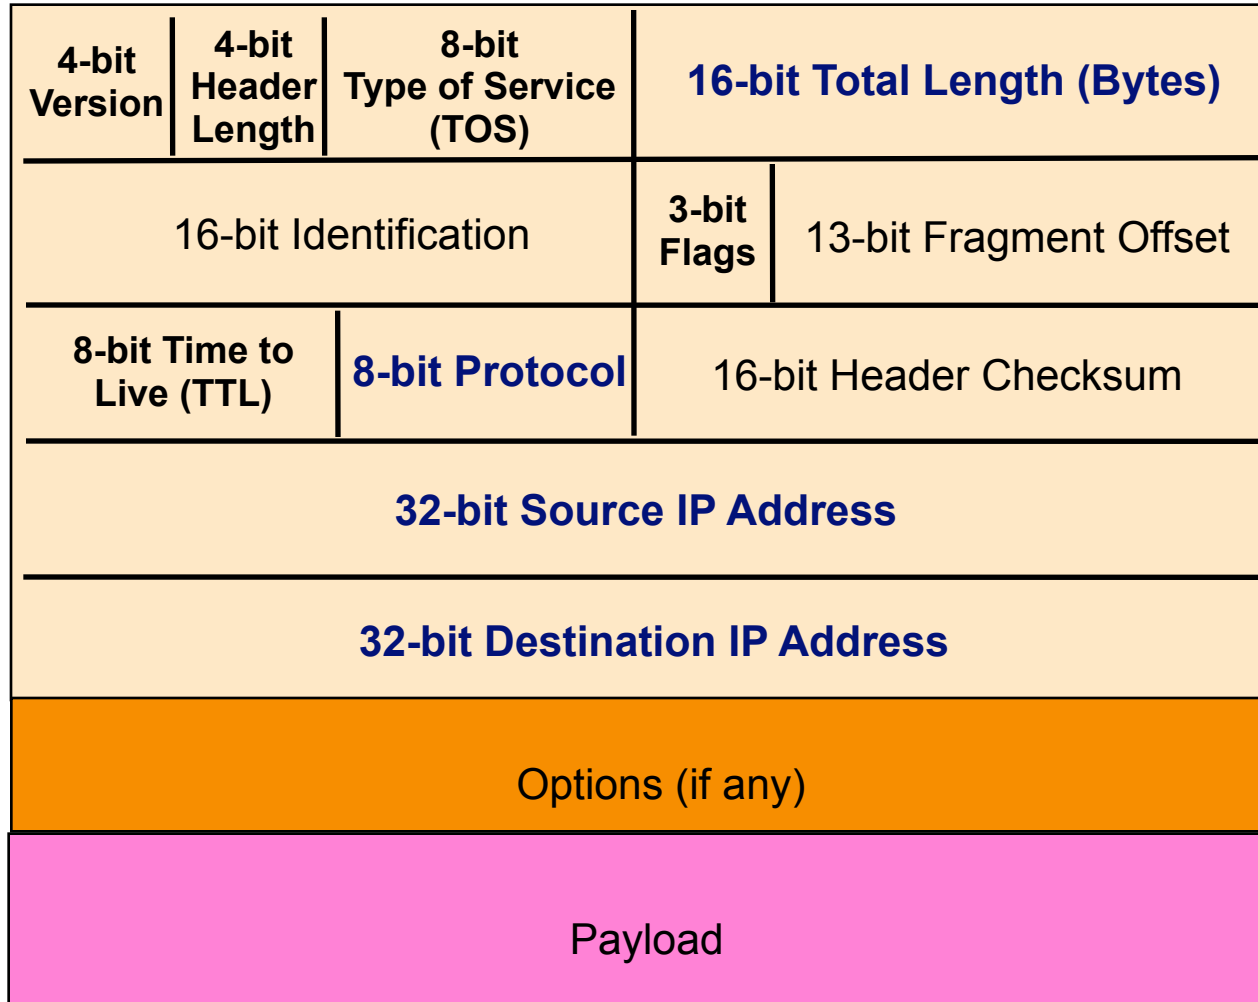 4-bit
Version
4-bit
Header
Length
8-bit
Type of Service
(TOS)
16-bit Total Length (Bytes)
16-bit Identification
3-bit
Flags
13-bit Fragment Offset
8-bit Time to
Live (TTL)
8-bit Protocol
16-bit Header Checksum
32-bit Source IP Address
32-bit Destination IP Address
Options (if any)
Payload